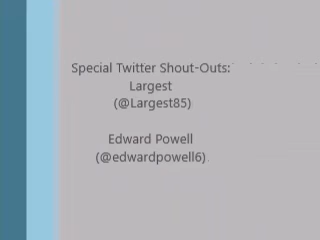 Special Twitter Shout-Outs:
Largest
(@Largest85)
Edward Powell
(@edwardpowell6)